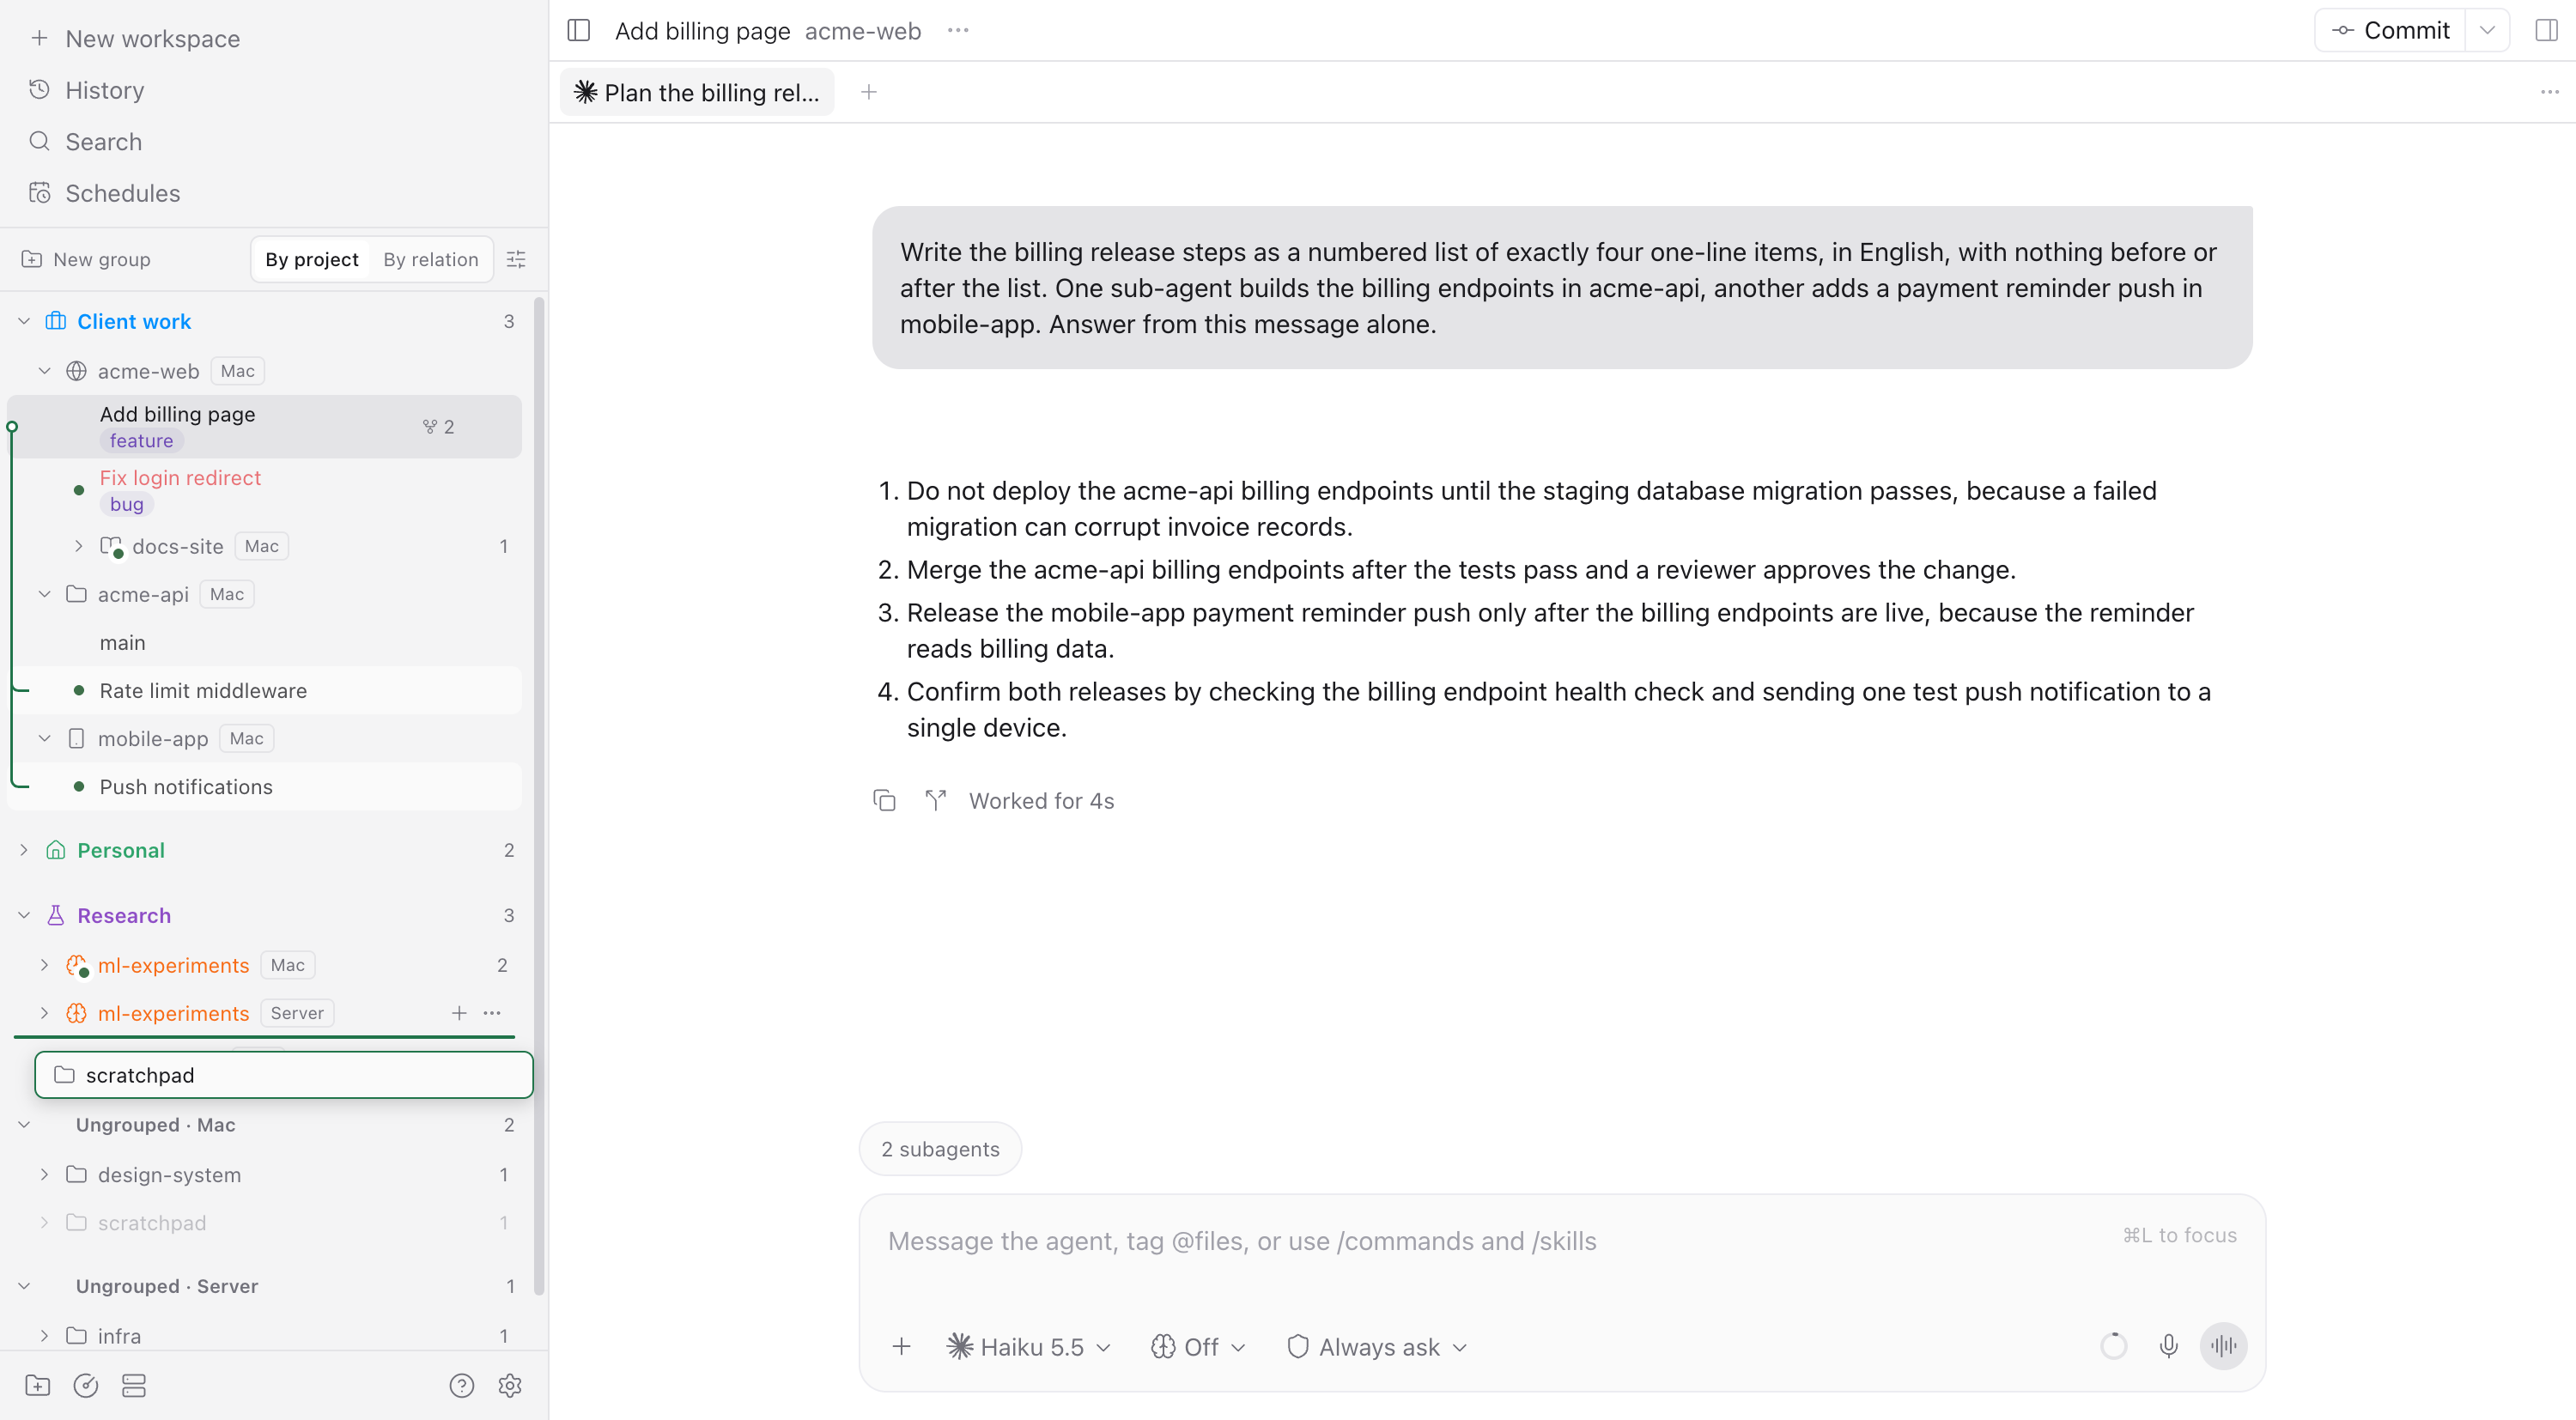 New workspace
History
Search
Schedules
New group
By project
By relation
Client work
3
acme-web
Mac
Add billing page
feature
2
Fix login redirect
bug
docs-site
Mac
1
acme-api
Mac
main
Rate limit middleware
mobile-app
Mac
Push notifications
Personal
2
Research
3
ml-experiments
Mac
2
ml-experiments
Server
scratchpad
Ungrouped · Mac
2
design-system
1
scratchpad
1
Ungrouped · Server
1
infra
1
Add billing page acme-web
Commit
Plan the billing rel...
Write the billing release steps as a numbered list of exactly four one-line items, in English, with nothing before or
after the list. One sub-agent builds the billing endpoints in acme-api, another adds a payment reminder push in
mobile-app. Answer from this message alone.
1. Do not deploy the acme-api billing endpoints until the staging database migration passes, because a failed
migration can corrupt invoice records.
2. Merge the acme-api billing endpoints after the tests pass and a reviewer approves the change.
3. Release the mobile-app payment reminder push only after the billing endpoints are live, because the reminder
reads billing data.
4. Confirm both releases by checking the billing endpoint health check and sending one test push notification to a
single device.
Worked for 4s
2 subagents
Message the agent, tag @files, or use /commands and /skills
⌘L to focus
Haiku 5.5
Off
Always ask